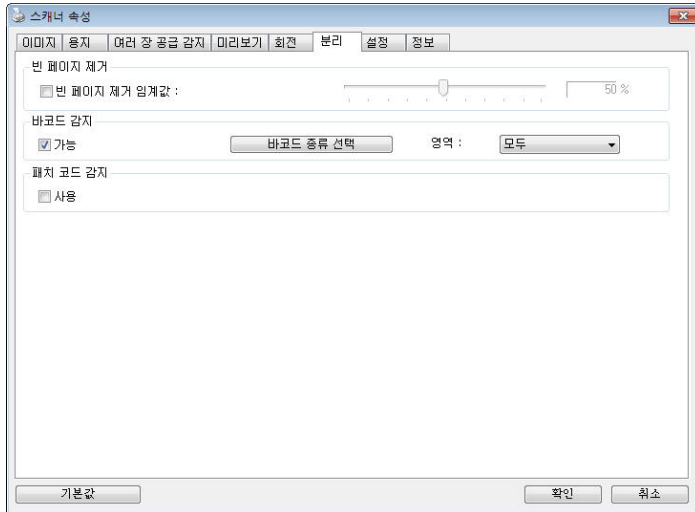 스캐너 속성
이미지 용지 여러 장 공급 감지 미리보기 회전 분리 설정 정보
빈 페이지 제거
빈 페이지 제거 임계값 : 50 %
바코드 감지
가능 바코드 종류 선택 영역 : 모두
패치 코드 감지
사용
기본값 확인 취소